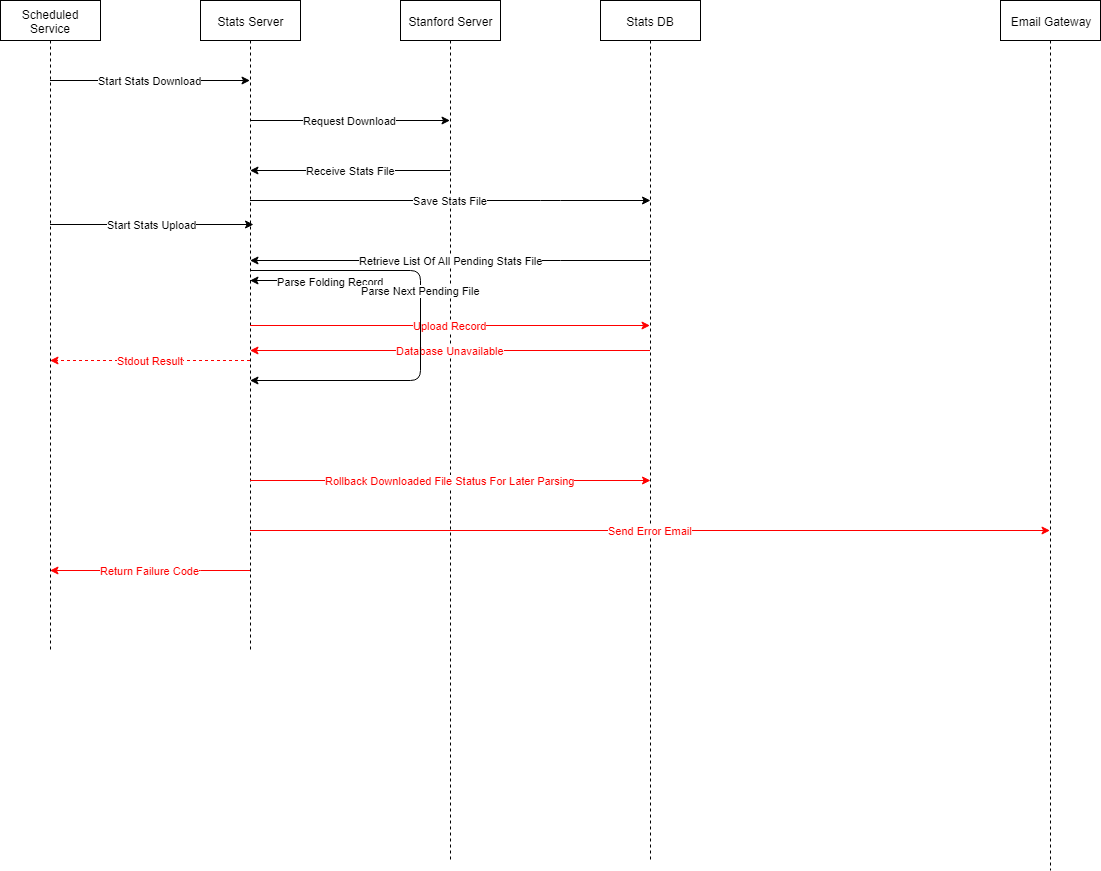 Scheduled
Service
Stats Server
Stanford Server
Stats DB
Email Gateway
Start Stats Download
Request Download
Receive Stats File
Save Stats File
Start Stats Upload
Retrieve List Of All Pending Stats File
Parse Folding Record
Parse Next Pending File
Upload Record
Database Unavailable
Stdout Result
Rollback Downloaded File Status For Later Parsing
Send Error Email
Return Failure Code